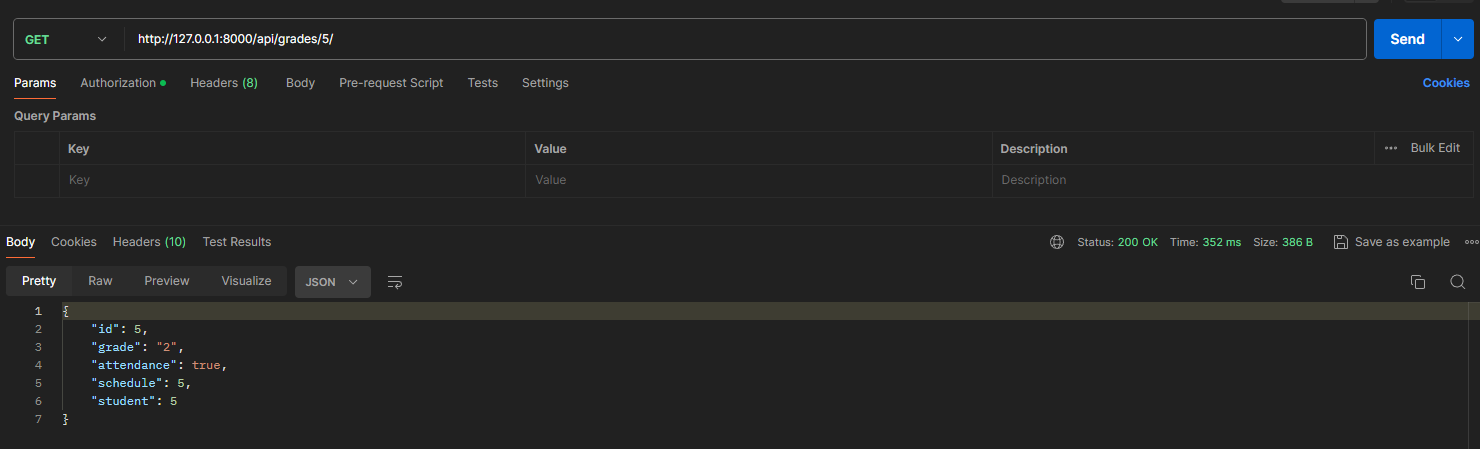 GET http://127.0.0.1:8000/api/grades/5/ Send
Params Authorization Headers (8) Body Pre-request Script Tests Settings Cookies
Query Params
Key Value Description ••• Bulk Edit
Key Value Description
Body Cookies Headers (10) Test Results Status: 200 OK Time: 352 ms Size: 386 B Save as example
Pretty Raw Preview Visualize JSON
1 {
2 "id": 5,
3 "grade": "2",
4 "attendance": true,
5 "schedule": 5,
6 "student": 5
7 }